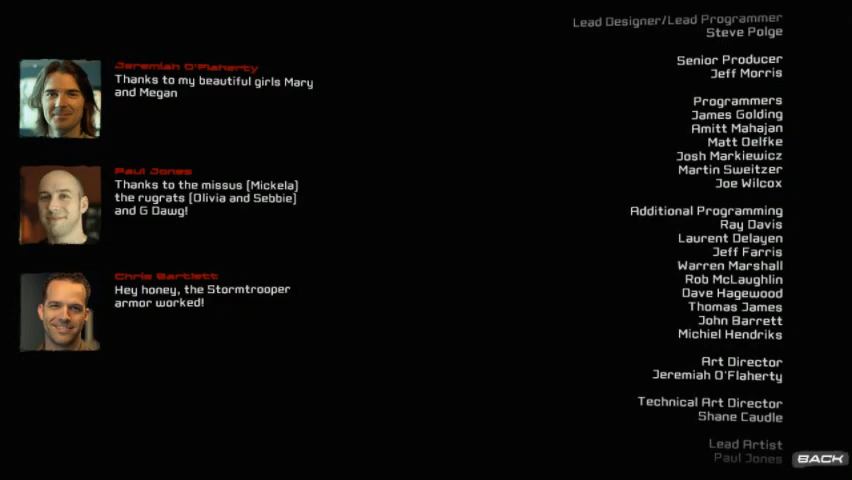 Jeremiah O'Flaherty
Thanks to my beautiful girls Mary
and Megan
Paul Jones
Thanks to the missus [Mickela]
the rugrats [Olivia and Sebbie]
and G Dawg!
Chris Bartlett
Hey honey, the Stormtrooper
armor worked!
Lead Designer/Lead Programmer
Steve Polge
Senior Producer
Jeff Morris
Programmers
James Golding
Amitt Mahajan
Matt Oelfke
Josh Markiewicz
Martin Sweitzer
Joe Wilcox
Additional Programming
Ray Davis
Laurent Delayen
Jeff Farris
Warren Marshall
Rob McLaughlin
Dave Hagewood
Thomas James
John Barrett
Michiel Hendriks
Art Director
Jeremiah O'Flaherty
Technical Art Director
Shane Caudle
Lead Artist
Paul Jones
BACK